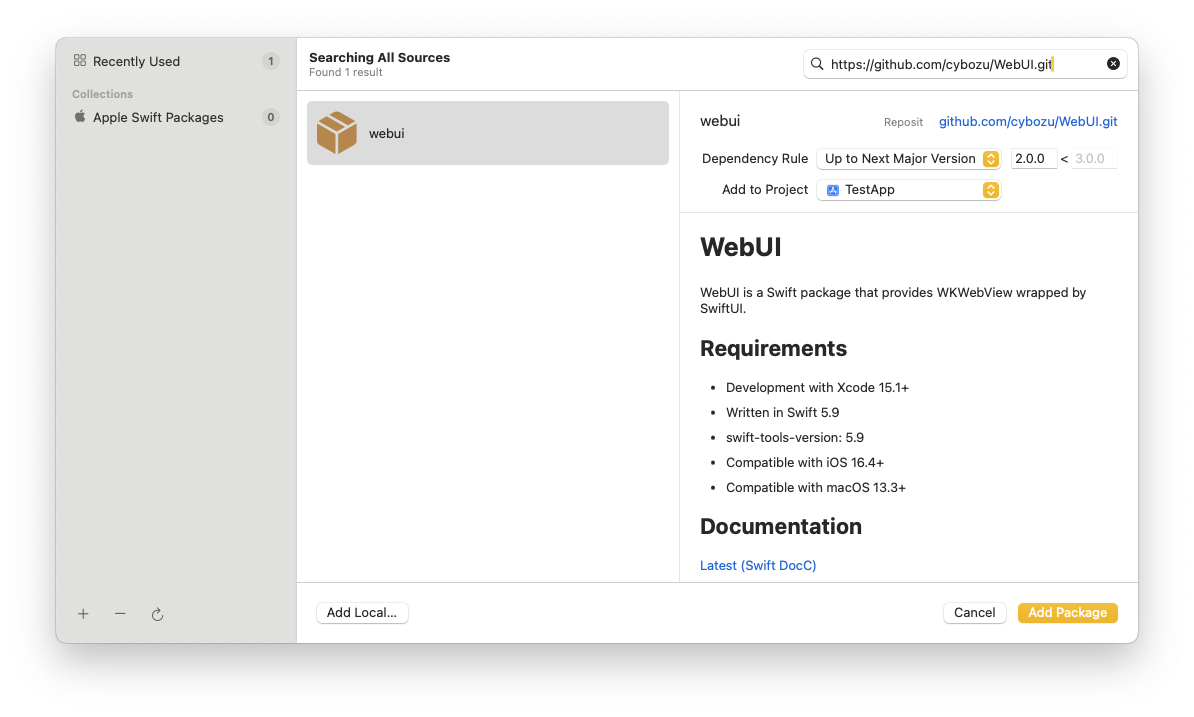 Recently Used
1
Collections
Apple Swift Packages
0
Searching All Sources
Found 1 result
https://github.com/cybozu/WebUI.git
webui
webui
Reposit
github.com/cybozu/WebUI.git
Dependency Rule
Up to Next Major Version
2.0.0 < 3.0.0
Add to Project
TestApp
WebUI
WebUI is a Swift package that provides WKWebView wrapped by
SwiftUI.
Requirements
• Development with Xcode 15.1+
• Written in Swift 5.9
• swift-tools-version: 5.9
• Compatible with iOS 16.4+
• Compatible with macOS 13.3+
Documentation
Latest (Swift DocC)
Add Local...
Cancel
Add Package